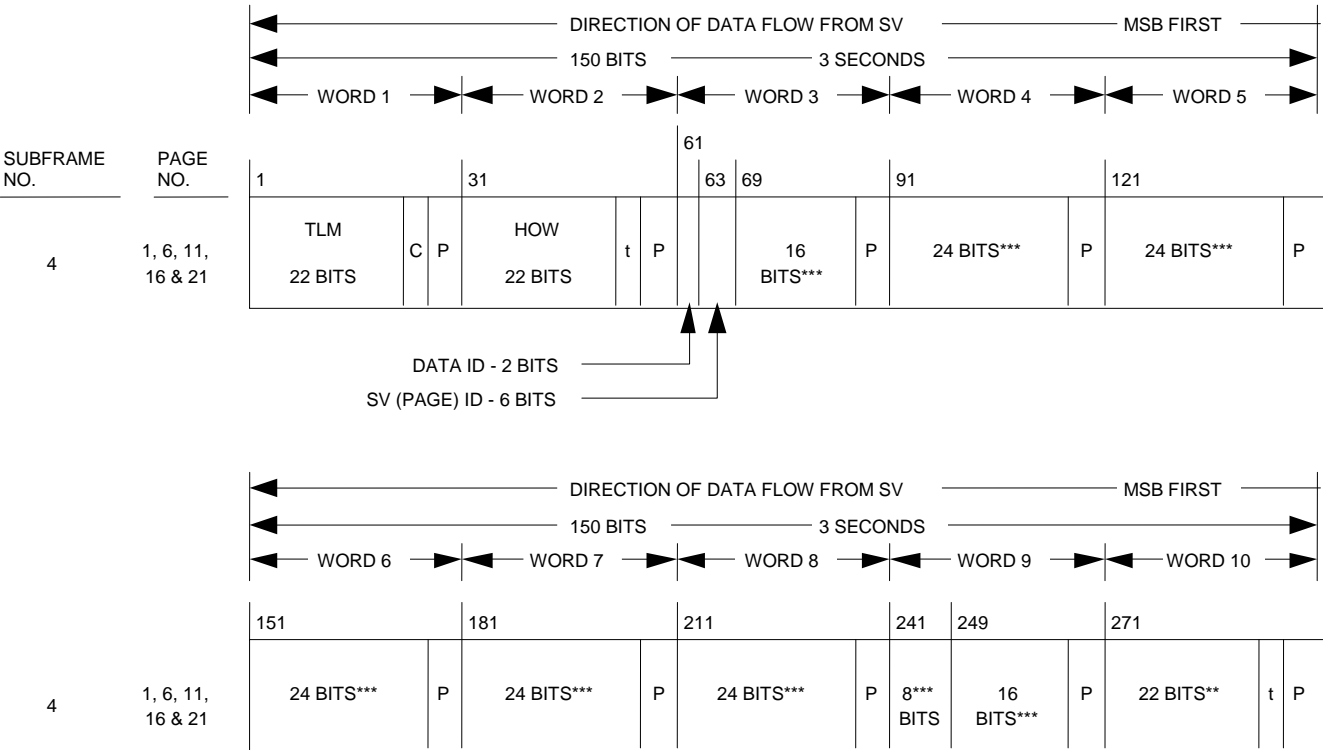 DIRECTION OF DATA FLOW FROM SV MSB FIRST
150 BITS 3 SECONDS
WORD 1 WORD 2 WORD 3 WORD 4 WORD 5
SUBFRAME NO. PAGE NO.
61
1 31 63 69 91 121
4
1, 6, 11,
16 & 21
TLM
22 BITS
C
P
HOW
22 BITS
t
P
16
BITS***
P
24 BITS***
P
24 BITS***
P
DATA ID - 2 BITS
SV (PAGE) ID - 6 BITS
DIRECTION OF DATA FLOW FROM SV MSB FIRST
150 BITS 3 SECONDS
WORD 6 WORD 7 WORD 8 WORD 9 WORD 10
151 181 211 241 249 271
4
1, 6, 11,
16 & 21
24 BITS***
P
24 BITS***
P
24 BITS***
P
8***
BITS
16
BITS***
P
22 BITS**
t
P